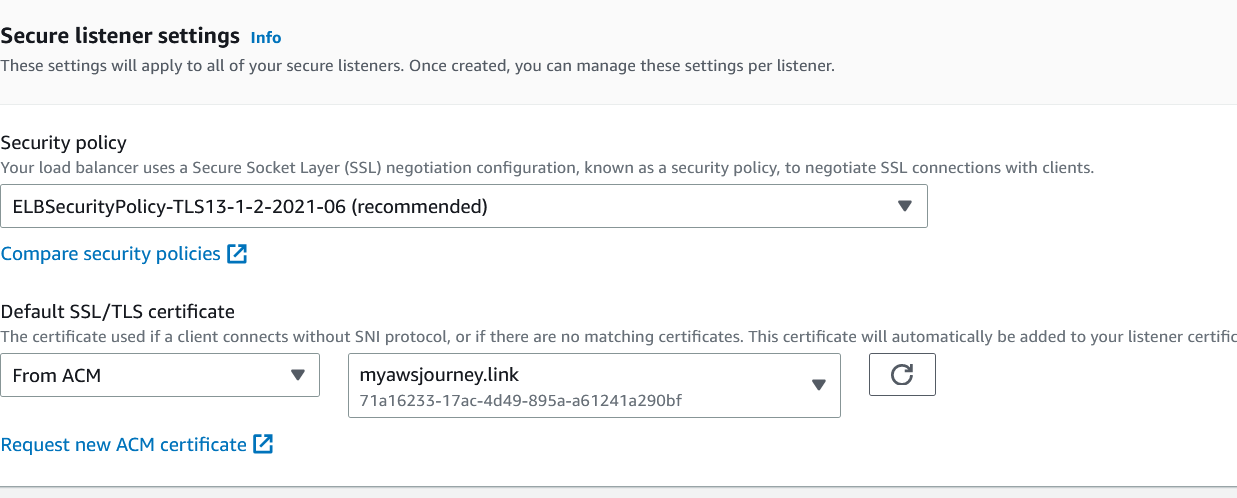 Secure listener settings Info
These settings will apply to all of your secure listeners. Once created, you can manage these settings per listener.
Security policy
Your load balancer uses a Secure Socket Layer (SSL) negotiation configuration, known as a security policy, to negotiate SSL connections with clients.
ELBSecurityPolicy-TLS13-1-2-2021-06 (recommended)
Compare security policies
Default SSL/TLS certificate
The certificate used if a client connects without SNI protocol, or if there are no matching certificates. This certificate will automatically be added to your listener certific
From ACM
myawsjourney.link
71a16233-17ac-4d49-895a-a61241a290bf
Request new ACM certificate